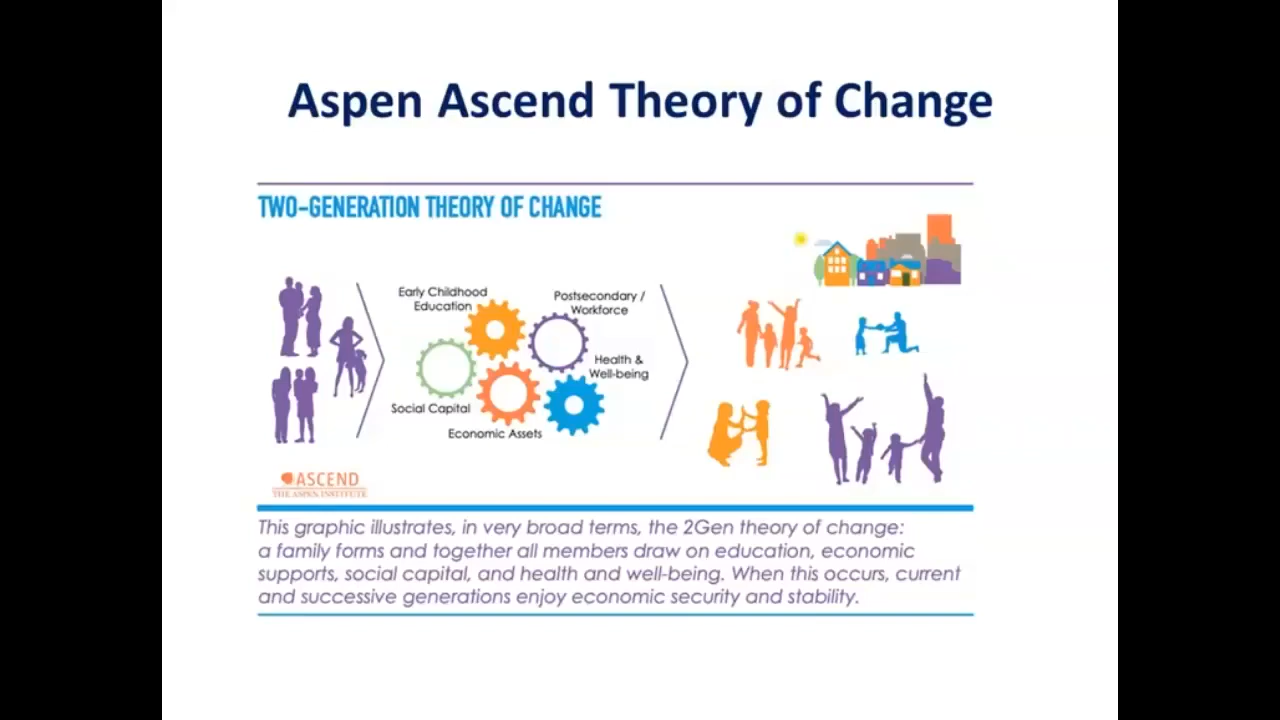 Aspen Ascend Theory of Change
TWO-GENERATION THEORY OF CHANGE
Early Childhood
Education
Postsecondary /
Workforce
Health &
Well-being
Social Capital
Economic Assets
ASCEND
THE ASPEN INSTITUTE
This graphic illustrates, in very broad terms, the 2Gen theory of change:
a family forms and together all members draw on education, economic
supports, social capital, and health and well-being. When this occurs, current
and successive generations enjoy economic security and stability.